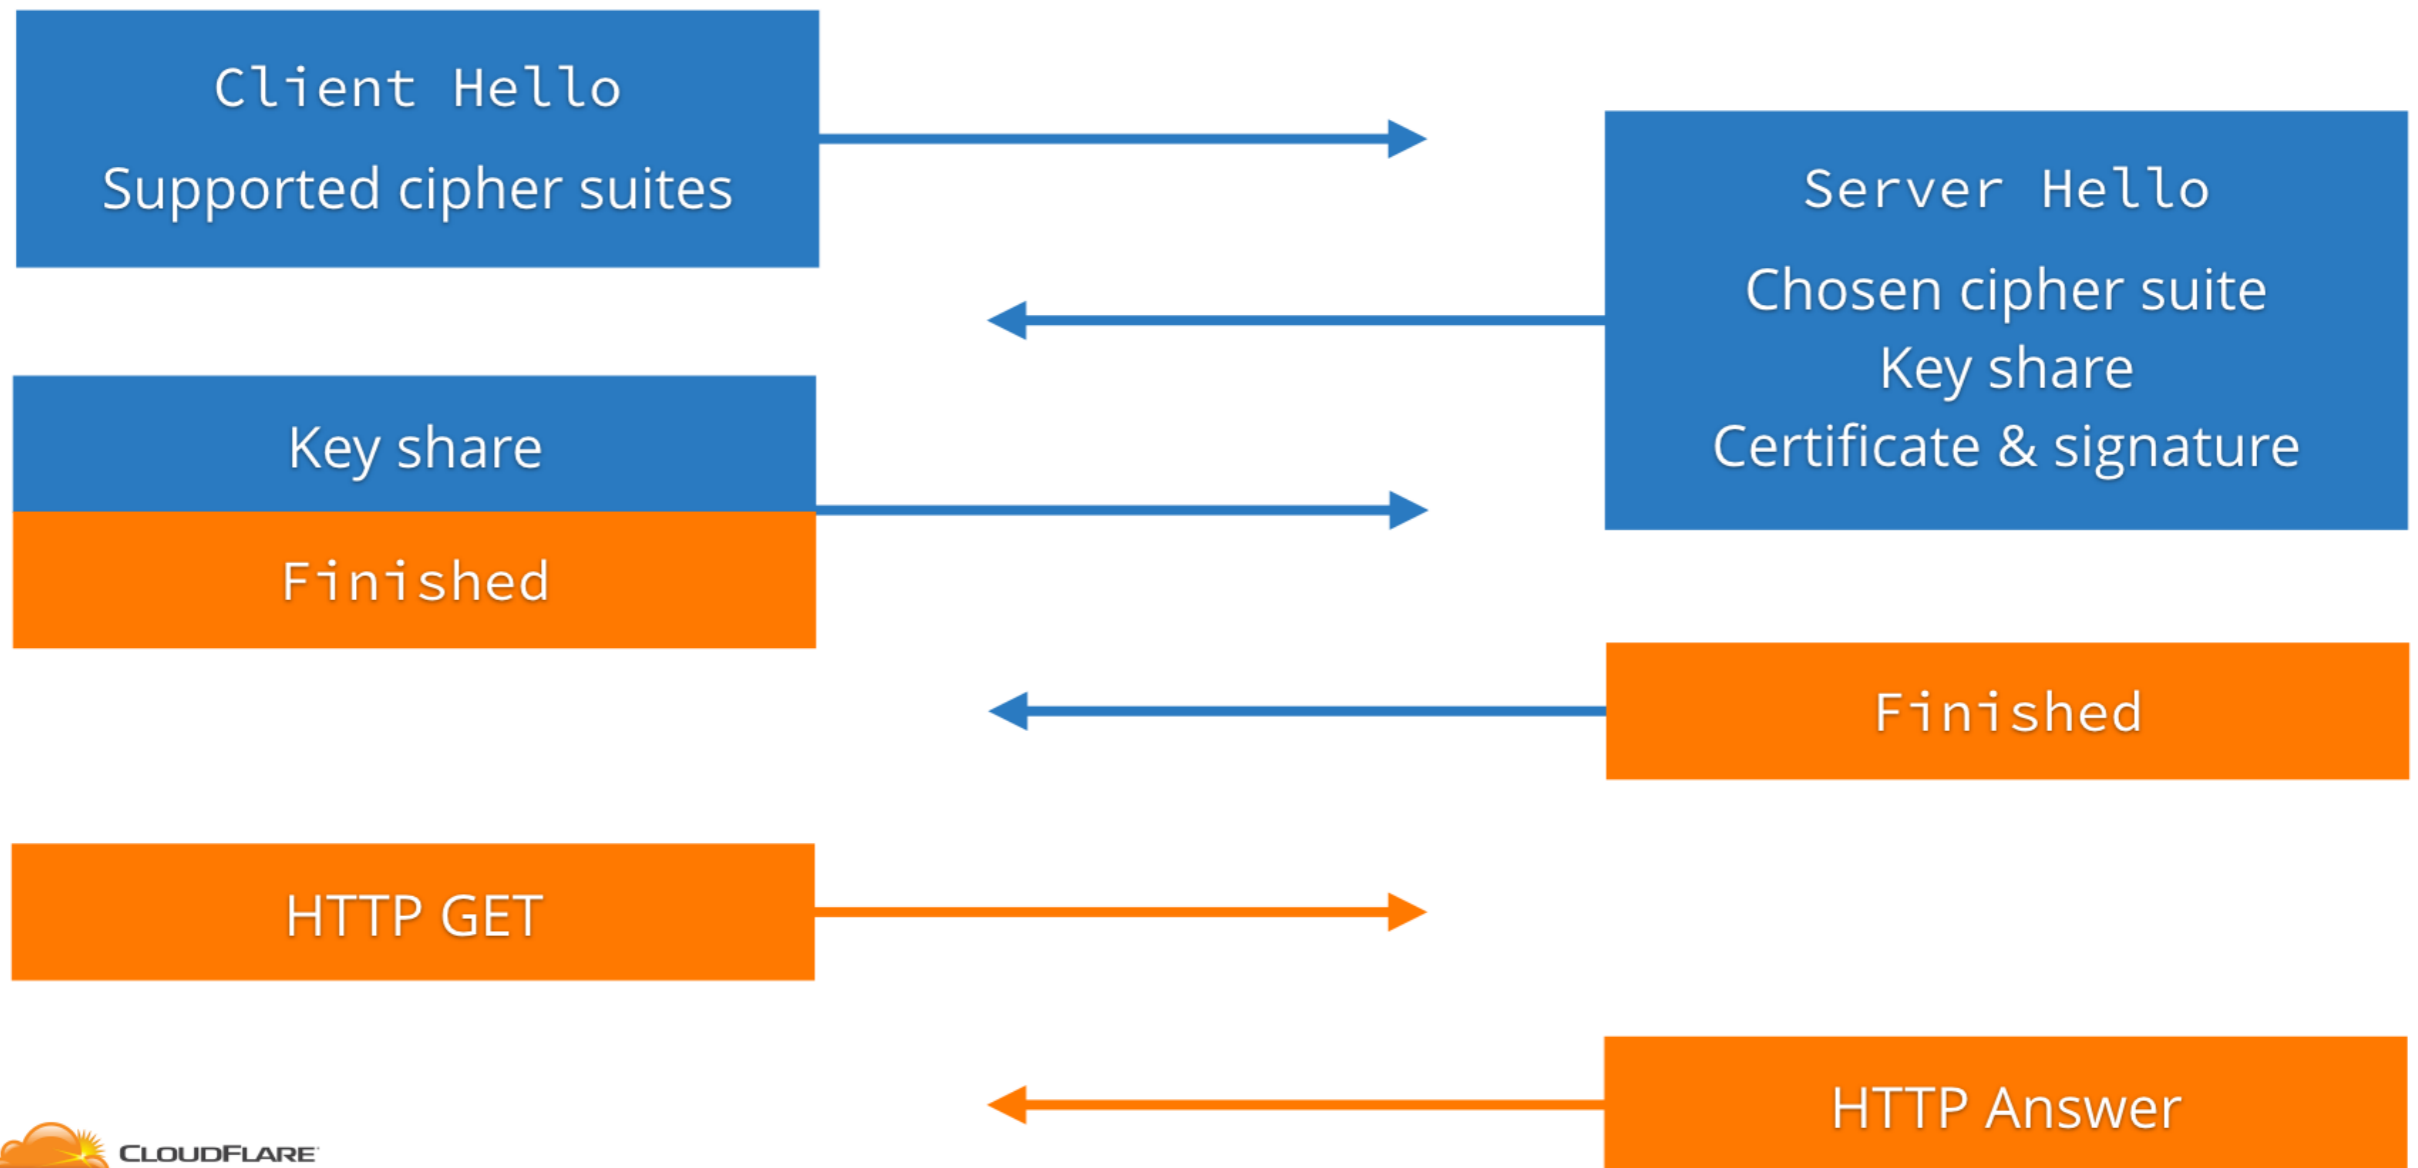 Client Hello
Supported cipher suites
Server Hello
Chosen cipher suite
Key share
Certificate & signature
Key share
Finished
Finished
HTTP GET
HTTP Answer
CLOUDFLARE